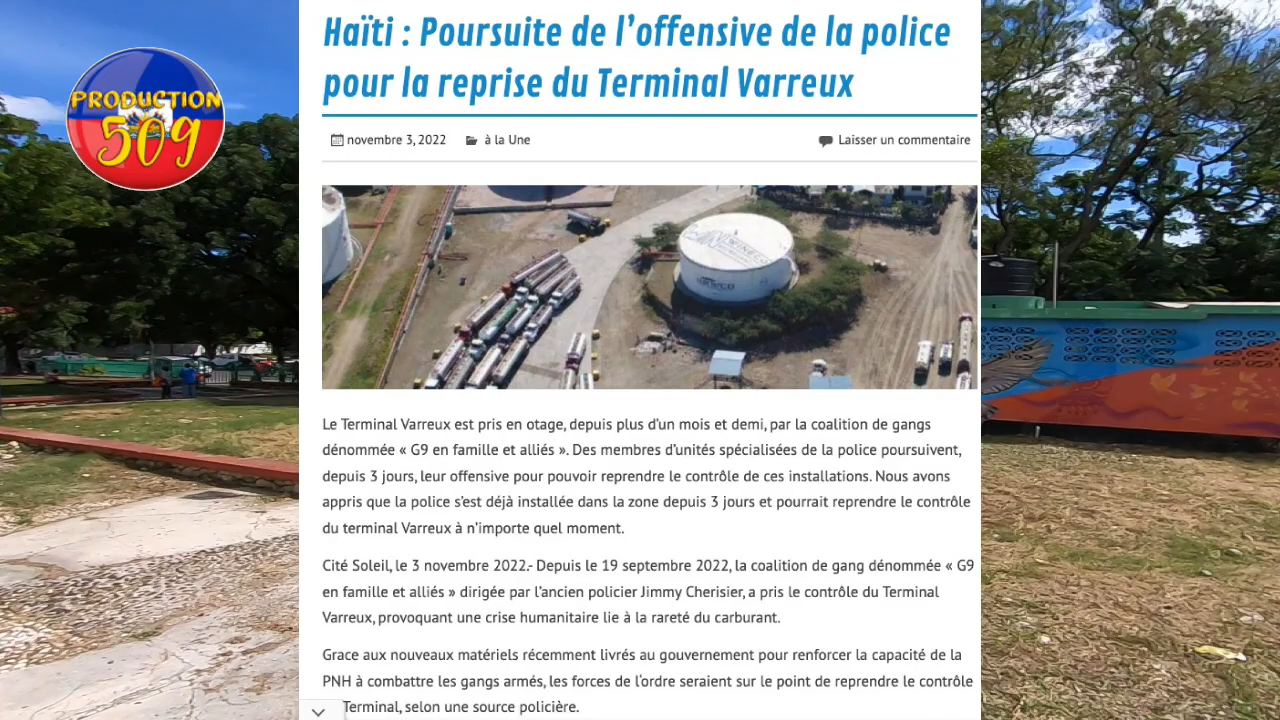 Haïti : Poursuite de l’offensive de la police
pour la reprise du Terminal Varreux
PRODUCTION
509
novembre 3, 2022 à la Une Laisser un commentaire
Le Terminal Varreux est pris en otage, depuis plus d’un mois et demi, par la coalition de gangs
dénommée « G9 en famille et alliés ». Des membres d’unités spécialisées de la police poursuivent,
depuis 3 jours, leur offensive pour pouvoir reprendre le contrôle de ces installations. Nous avons
appris que la police s’est déjà installée dans la zone depuis 3 jours et pourrait reprendre le contrôle
du terminal Varreux à n’importe quel moment.
Cité Soleil, le 3 novembre 2022.- Depuis le 19 septembre 2022, la coalition de gang dénommée « G9
en famille et alliés » dirigée par l’ancien policier Jimmy Cherisier, a pris le contrôle du Terminal
Varreux, provoquant une crise humanitaire lie à la rareté du carburant.
Grace aux nouveaux matériels récemment livrés au gouvernement pour renforcer la capacité de la
PNH à combattre les gangs armés, les forces de l’ordre seraient sur le point de reprendre le contrôle
Terminal, selon une source policière.